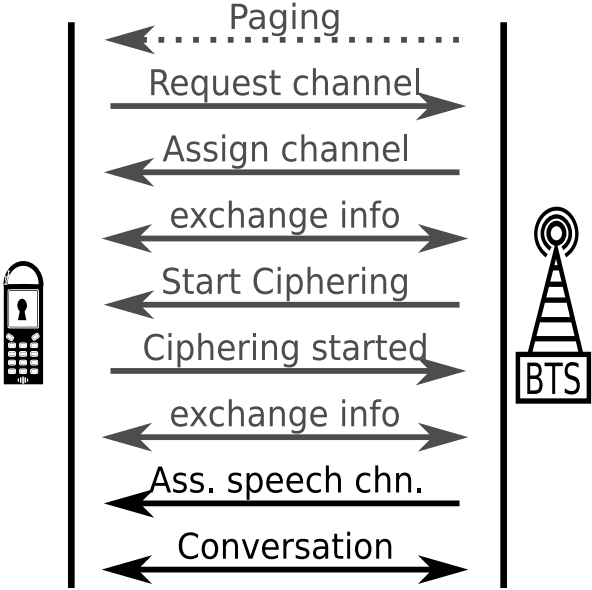 Paging
Request channel
Assign channel
exchange info
Start Ciphering
Ciphering started
exchange info
Ass. speech chn.
Conversation
BTS